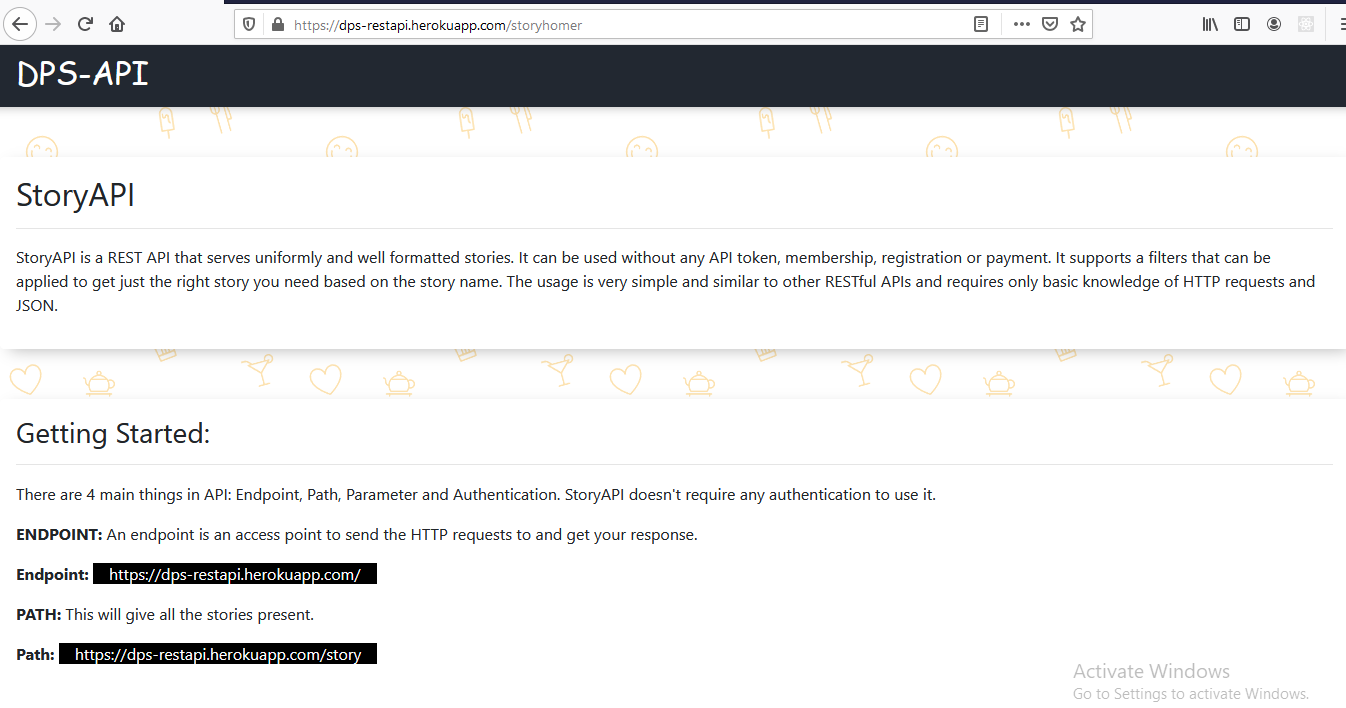 https://dps-restapi.herokuapp.com/storyhomer
DPS-API
StoryAPI
StoryAPI is a REST API that serves uniformly and well formatted stories. It can be used without any API token, membership, registration or payment. It supports a filters that can be
applied to get just the right story you need based on the story name. The usage is very simple and similar to other RESTful APIs and requires only basic knowledge of HTTP requests and
JSON.
Getting Started:
There are 4 main things in API: Endpoint, Path, Parameter and Authentication. StoryAPI doesn't require any authentication to use it.
ENDPOINT: An endpoint is an access point to send the HTTP requests to and get your response.
Endpoint: https://dps-restapi.herokuapp.com/
PATH: This will give all the stories present.
Path: https://dps-restapi.herokuapp.com/story
Activate Windows
Go to Settings to activate Windows.